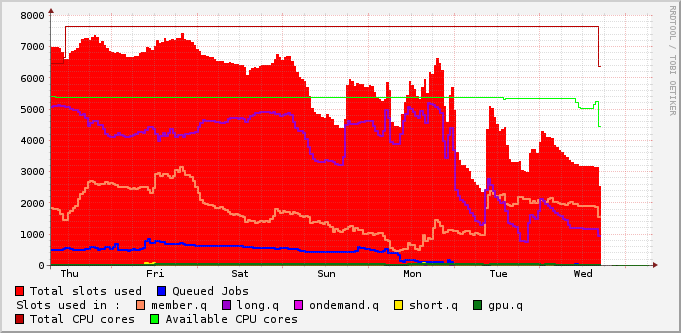 8000
7000
6000
5000
4000
3000
2000
1000
0
Thu Fri Sat Sun Mon Tue Wed
RRDTOOL / TOBI OETIKER
Total slots used Queued Jobs
Slots used in : member.q long.q ondemand.q short.q gpu.q
Total CPU cores Available CPU cores